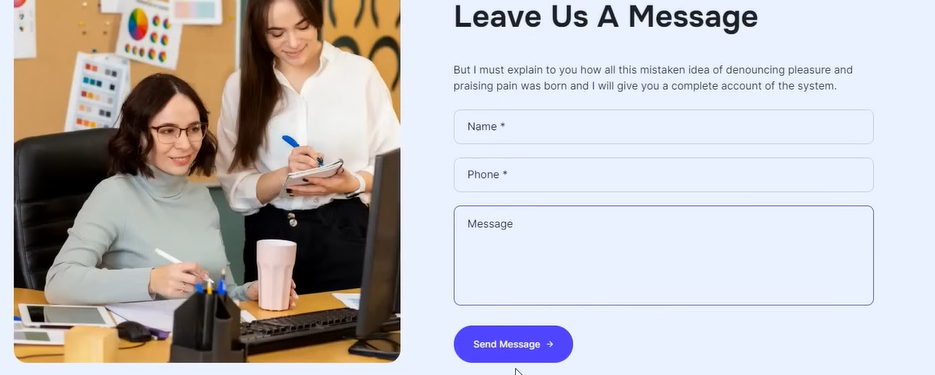 Leave Us A Message
But I must explain to you how all this mistaken idea of denouncing pleasure and
praising pain was born and I will give you a complete account of the system.
Name *
Phone *
Message
Send Message →